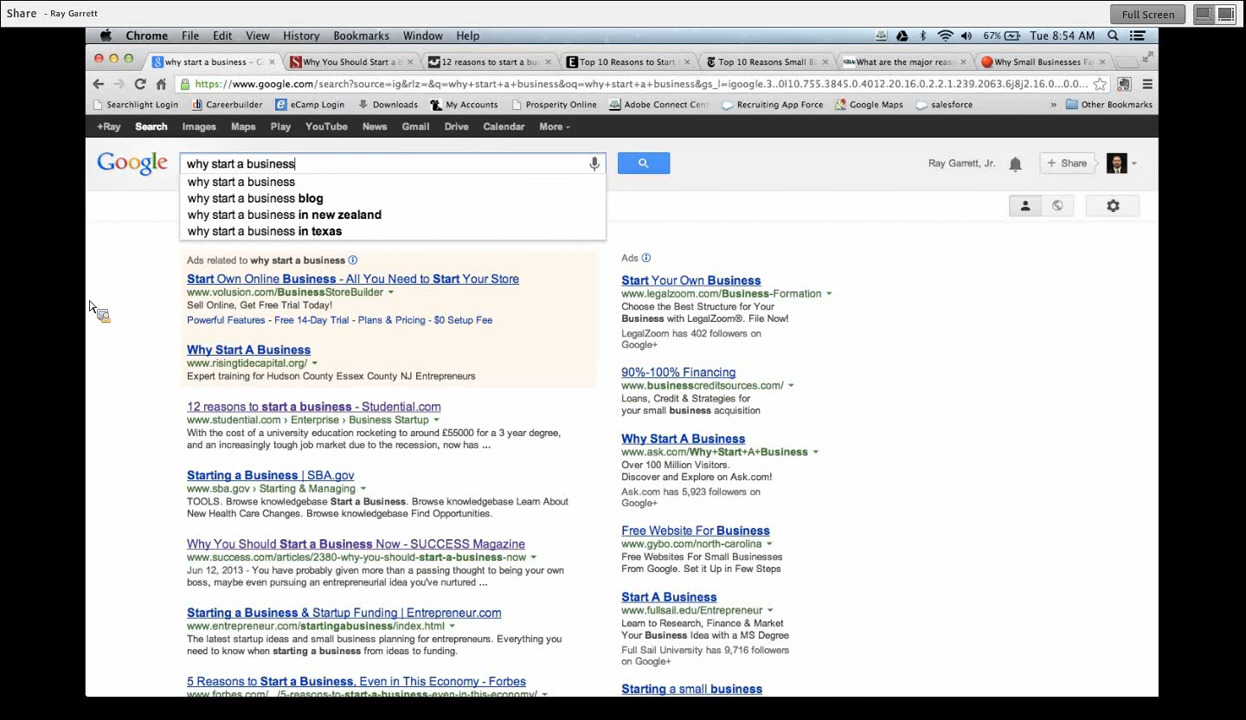 Share - Ray Garrett
Full Screen
Chrome File Edit View History Bookmarks Window Help
67% Tue 8:54 AM
why start a business – G
Why You Should Start a
12 reasons to start a bu
Top 10 Reasons to Start
Top 10 Reasons Small B
What are the major reas
Why Small Businesses Fa
https://www.google.com/search?source=ig&rlz=&q=why+start+a+business&oq=why+start+a+business&gs_l=igoogle.3..0l10.755.3845.0.4012.20.16.0.2.2.1.239.2063.6j8j2.16.0...0.
Searchlight Login Careerbuilder eCamp Login Downloads My Accounts Prosperity Online Adobe Connect Cen Recruiting App Force Google Maps salesforce » Other Bookmarks
+Ray Search Images Maps Play YouTube News Gmail Drive Calendar More
Google why start a business
Ray Garrett, Jr. + Share
why start a business
why start a business blog
why start a business in new zealand
why start a business in texas
Ads related to why start a business
Start Own Online Business - All You Need to Start Your Store
www.volusion.com/BusinessStoreBuilder
Sell Online, Get Free Trial Today!
Powerful Features - Free 14-Day Trial - Plans & Pricing - $0 Setup Fee
Why Start A Business
www.risingtidecapital.org/
Expert training for Hudson County Essex County NJ Entrepreneurs
12 reasons to start a business - Studential.com
www.studential.com › Enterprise › Business Startup
With the cost of a university education rocketing to around £55000 for a 3 year degree,
and an increasingly tough job market due to the recession, now has ...
Starting a Business | SBA.gov
www.sba.gov › Starting & Managing
TOOLS. Browse knowledgebase Start a Business. Browse knowledgebase Learn About
New Health Care Changes. Browse knowledgebase Find Opportunities.
Why You Should Start a Business Now - SUCCESS Magazine
www.success.com/articles/2380-why-you-should-start-a-business-now
Jun 12, 2013 - You have probably given more than a passing thought to being your own
boss, maybe even pursuing an entrepreneurial idea you've nurtured ...
Starting a Business & Startup Funding | Entrepreneur.com
www.entrepreneur.com/startingabusiness/index.html
The latest startup ideas and small business planning for entrepreneurs. Everything you
need to know when starting a business from ideas to funding.
5 Reasons to Start a Business, Even in This Economy - Forbes
www.forbes.com/.../5-reasons-to-start-a-business-even-in-this-economy/
Ads
Start Your Own Business
www.legalzoom.com/Business-Formation
Choose the Best Structure for Your
Business with LegalZoom®. File Now!
LegalZoom has 402 followers on
Google+
90%-100% Financing
www.businesscreditsources.com/
Loans, Credit & Strategies for
your small business acquisition
Why Start A Business
www.ask.com/Why+Start+A+Business
Over 100 Million Visitors.
Discover and Explore on Ask.com!
Ask.com has 5,923 followers on
Google+
Free Website For Business
www.gybo.com/north-carolina
Free Websites For Small Businesses
From Google. Set it Up in Few Steps
Start A Business
www.fullsail.edu/Entrepreneur
Learn to Research, Finance & Market
Your Business Idea with a MS Degree
Full Sail University has 9,716 followers
on Google+
Starting a small business